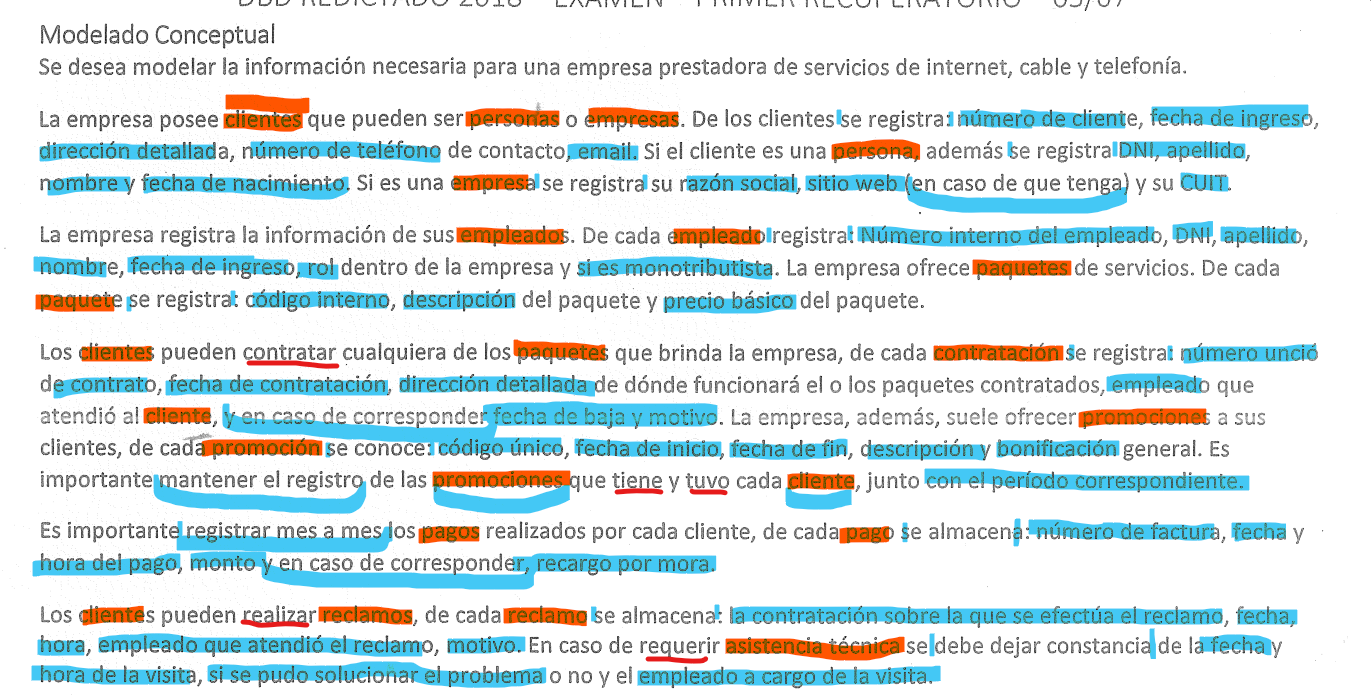 DBD REDICTADO 2018 – EXAMEN – PRIMER RECUPERATORIO – 05/07
Modelado Conceptual
Se desea modelar la información necesaria para una empresa prestadora de servicios de internet, cable y telefonía.
La empresa posee clientes que pueden ser personas o empresas. De los clientes se registra: número de cliente, fecha de ingreso,
dirección detallada, número de teléfono de contacto, email. Si el cliente es una persona, además se registra DNI, apellido,
nombre y fecha de nacimiento. Si es una empresa se registra su razón social, sitio web (en caso de que tenga) y su CUIT.
La empresa registra la información de sus empleados. De cada empleado registra: Número interno del empleado, DNI, apellido,
nombre, fecha de ingreso, rol dentro de la empresa y si es monotributista. La empresa ofrece paquetes de servicios. De cada
paquete se registra: código interno, descripción del paquete y precio básico del paquete.
Los clientes pueden contratar cualquiera de los paquetes que brinda la empresa, de cada contratación se registra: número unció
de contrato, fecha de contratación, dirección detallada de dónde funcionará el o los paquetes contratados, empleado que
atendió al cliente, y en caso de corresponder fecha de baja y motivo. La empresa, además, suele ofrecer promociones a sus
clientes, de cada promoción se conoce: código único, fecha de inicio, fecha de fin, descripción y bonificación general. Es
importante mantener el registro de las promociones que tiene y tuvo cada cliente, junto con el período correspondiente.
Es importante registrar mes a mes los pagos realizados por cada cliente, de cada pago se almacena: número de factura, fecha y
hora del pago, monto y en caso de corresponder, recargo por mora.
Los clientes pueden realizar reclamos, de cada reclamo se almacena: la contratación sobre la que se efectúa el reclamo, fecha,
hora, empleado que atendió el reclamo, motivo. En caso de requerir asistencia técnica se debe dejar constancia de la fecha y
hora de la visita, si se pudo solucionar el problema o no y el empleado a cargo de la visita.